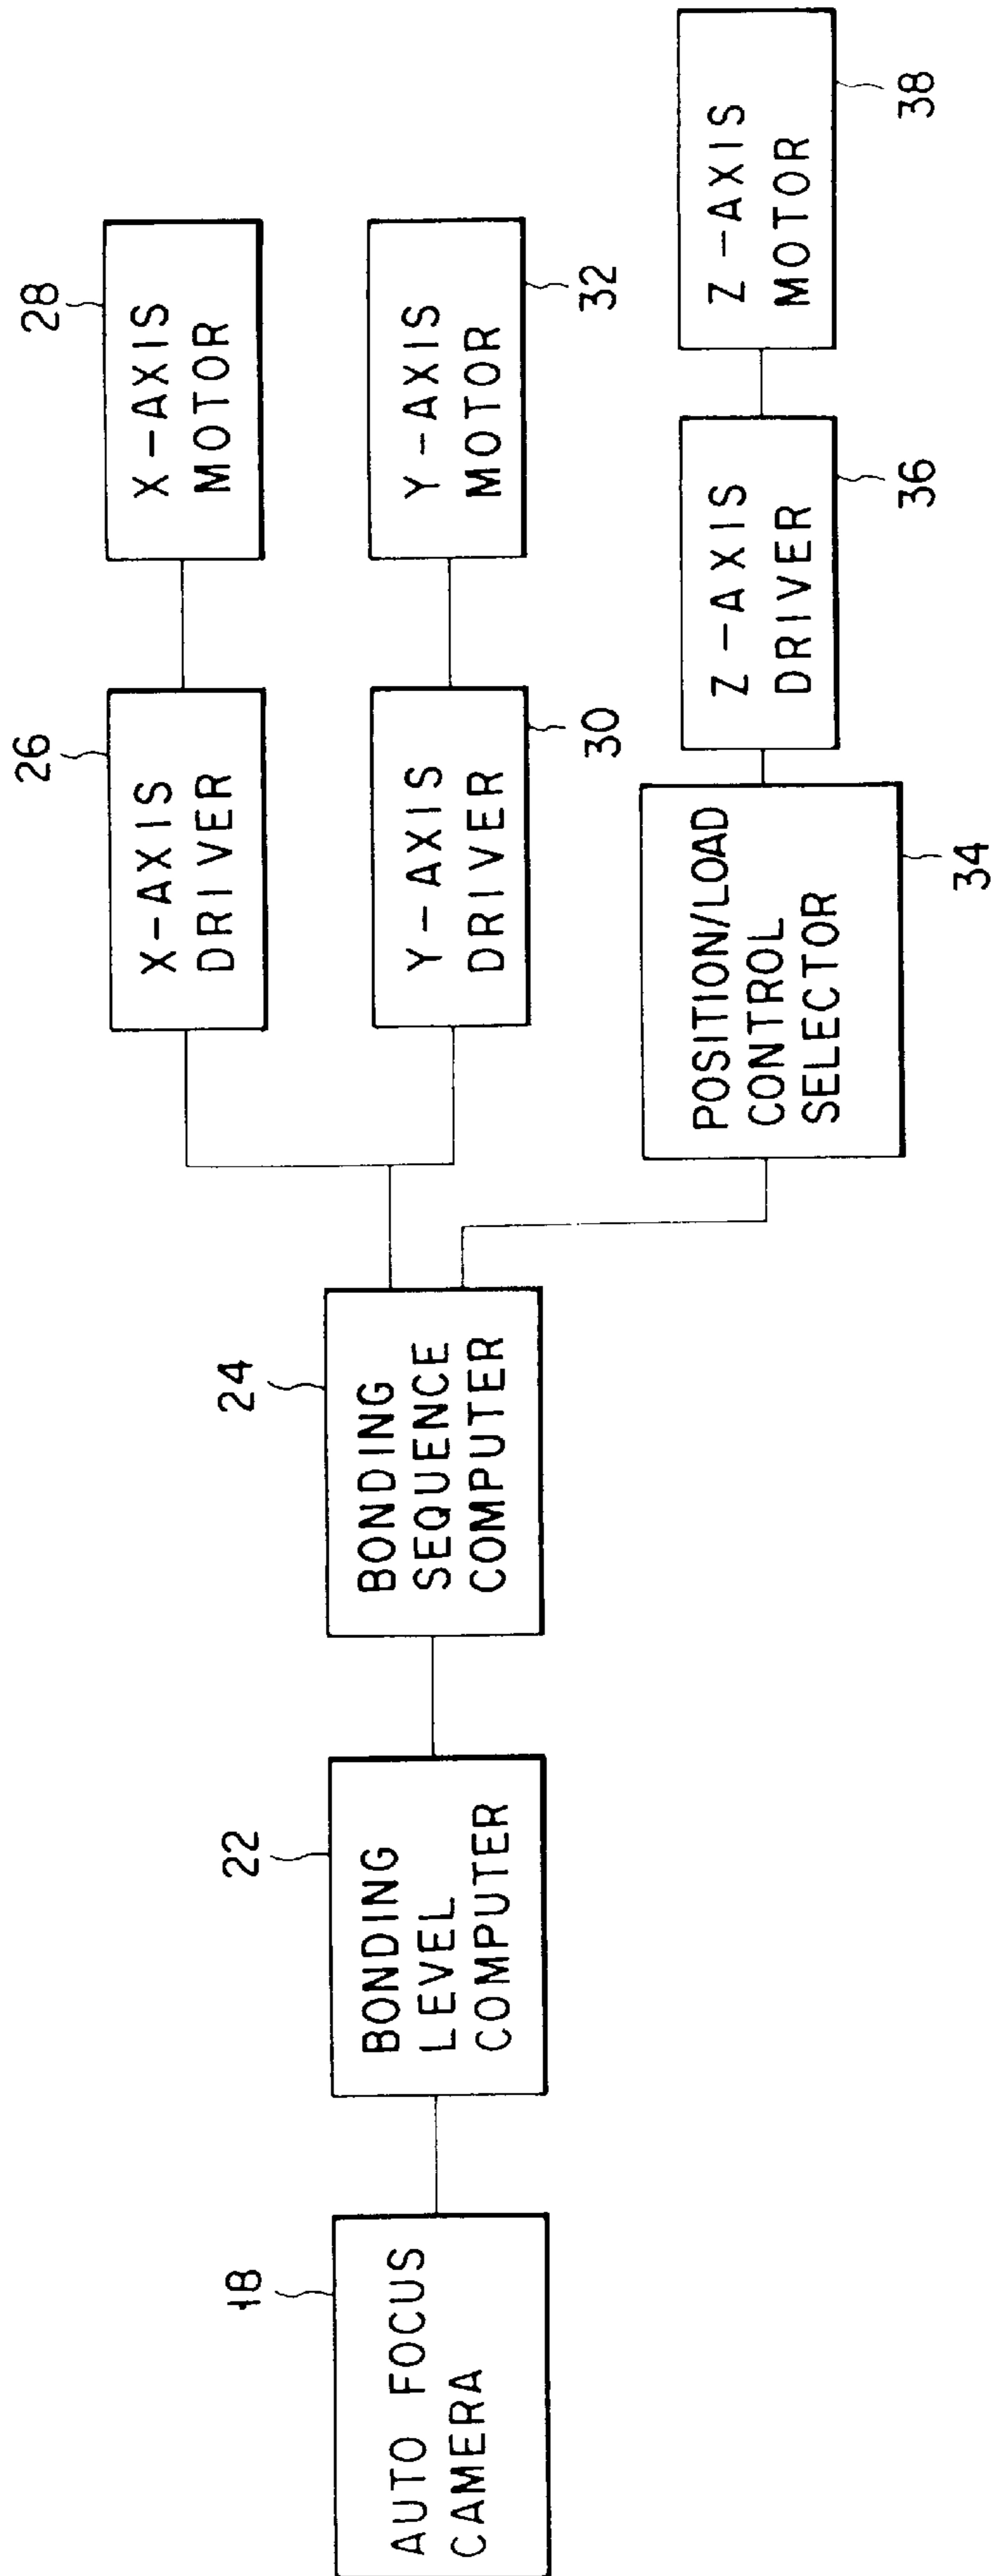 18
AUTO FOCUS
CAMERA
22
BONDING
LEVEL
COMPUTER
24
BONDING
SEQUENCE
COMPUTER
26
X-AXIS
DRIVER
28
X-AXIS
MOTOR
Y-AXIS
DRIVER
30
Y-AXIS
MOTOR
32
POSITION/LOAD
CONTROL
SELECTOR
34
Z-AXIS
DRIVER
36
Z-AXIS
MOTOR
38